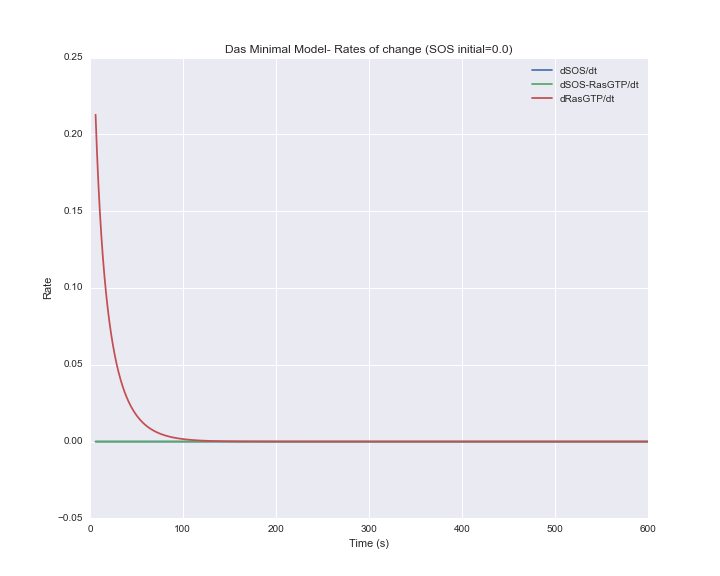 Das Minimal Model- Rates of change (SOS initial=0.0)
0.25
0.20
0.15
0.10
0.05
0.00
−0.05
Rate
dSOS/dt
dSOS-RasGTP/dt
dRasGTP/dt
0 100 200 300 400 500 600
Time (s)